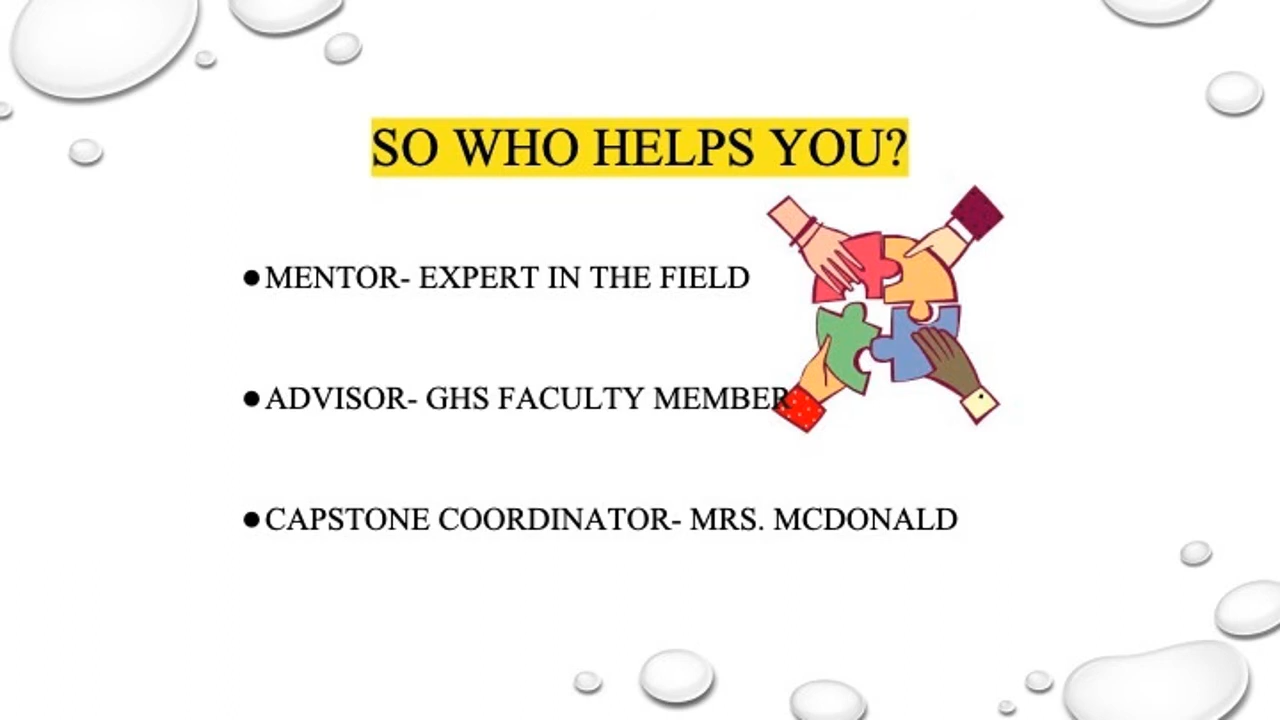 SO WHO HELPS YOU?
●MENTOR- EXPERT IN THE FIELD
●ADVISOR- GHS FACULTY MEMBER
●CAPSTONE COORDINATOR- MRS. MCDONALD